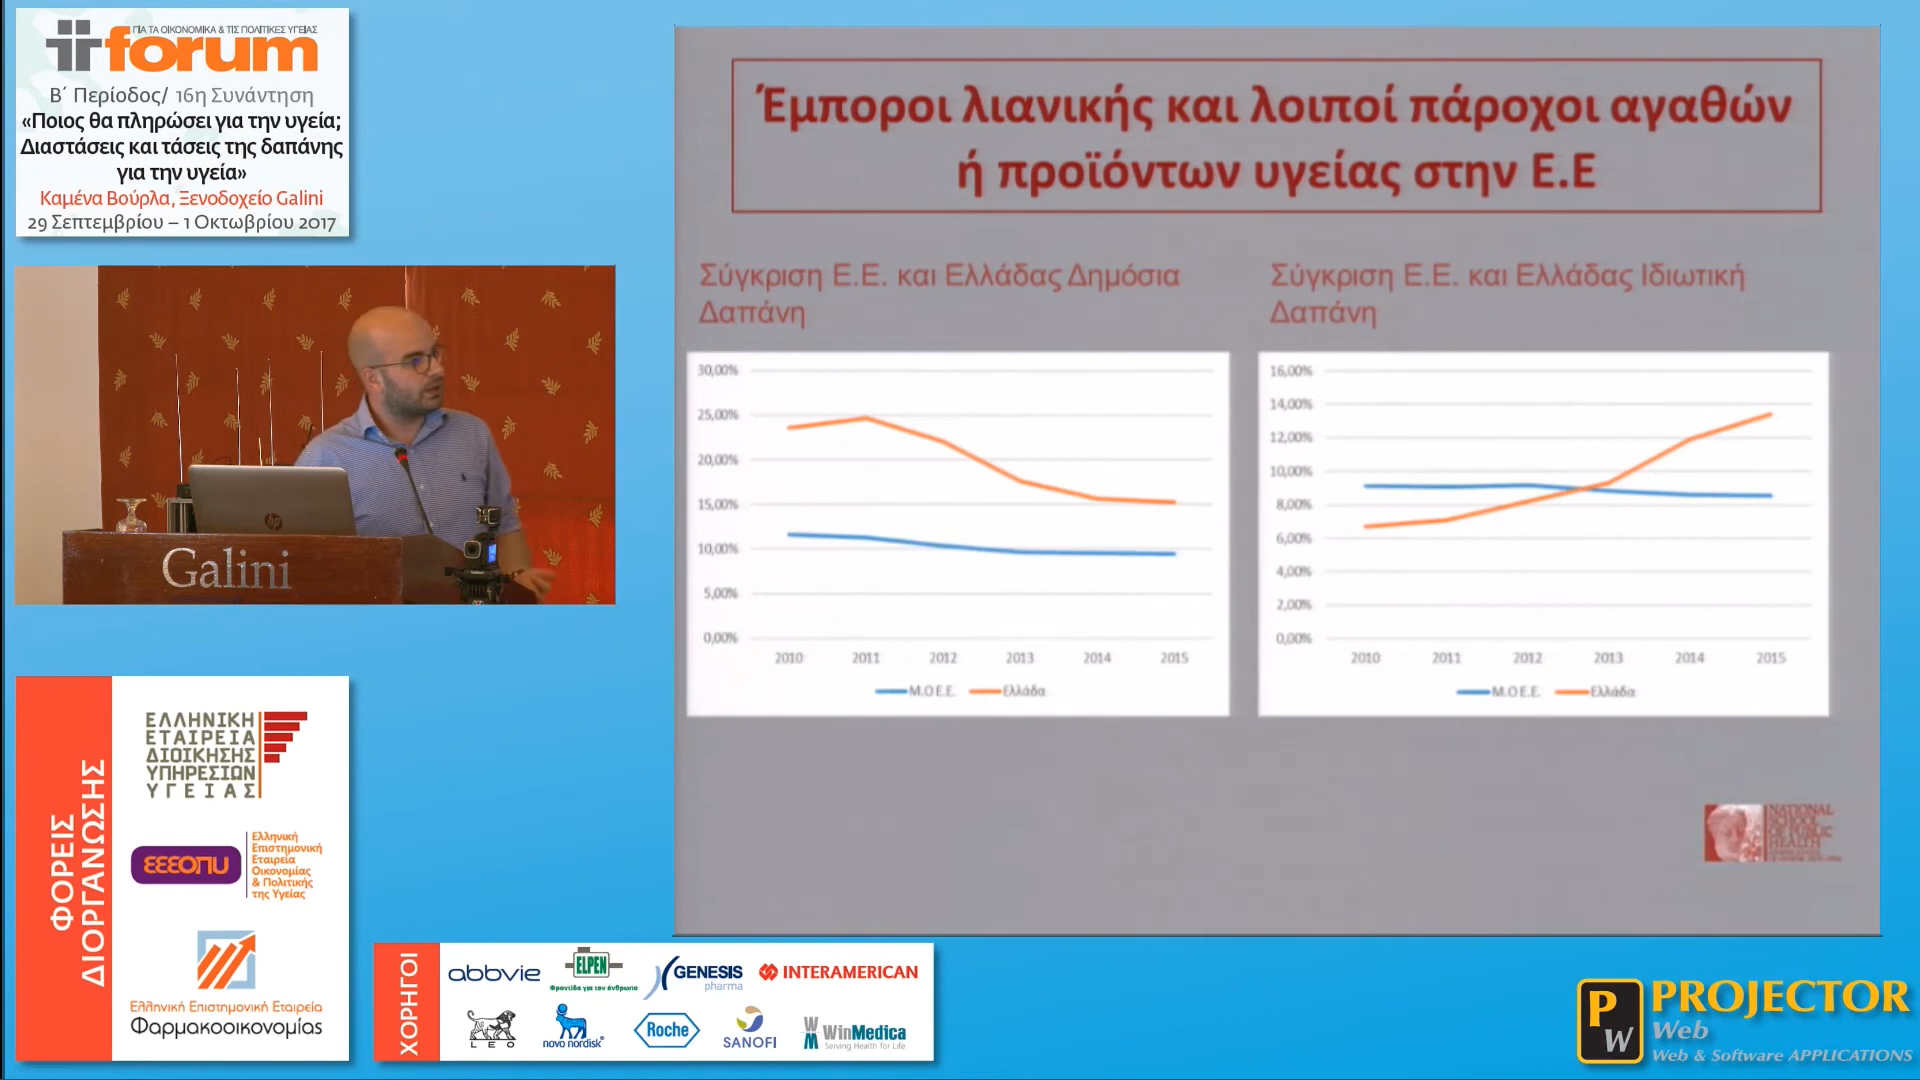 ΓΙΑ ΤΑ ΟΙΚΟΝΟΜΙΚΑ & ΤΙΣ ΠΟΛΙΤΙΚΕΣ ΥΓΕΙΑΣ
forum
Β΄ Περίοδος/ 16η Συνάντηση
«Ποιος θα πληρώσει για την υγεία;
Διαστάσεις και τάσεις της δαπάνης
για την υγεία»
Καμένα Βούρλα, Ξενοδοχείο Galini
29 Σεπτεμβρίου – 1 Οκτωβρίου 2017
hp
Galini
Έμποροι λιανικής και λοιποί πάροχοι αγαθών
ή προϊόντων υγείας στην Ε.Ε
Σύγκριση Ε.Ε. και Ελλάδας Δημόσια
Δαπάνη
30,00%
25,00%
20,00%
15,00%
10,00%
5,00%
0,00%
2010 2011 2012 2013 2014 2015
Μ.Ο Ε.Ε. Ελλάδα
Σύγκριση Ε.Ε. και Ελλάδας Ιδιωτική
Δαπάνη
16,00%
14,00%
12,00%
10,00%
8,00%
6,00%
4,00%
2,00%
0,00%
2010 2011 2012 2013 2014 2015
Μ.Ο Ε.Ε. Ελλάδα
NATIONAL
SCHOOL
OF PUBLIC
HEALTH
ΦΟΡΕΙΣ
ΔΙΟΡΓΑΝΩΣΗΣ
ΕΛΛΗΝΙΚΗ
ΕΤΑΙΡΕΙΑ
ΔΙΟΙΚΗΣΗΣ
ΥΠΗΡΕΣΙΩΝ
ΥΓΕΙΑΣ
ΕΕΕΟΠΥ
Ελληνική
Επιστημονική
Εταιρεία
Οικονομίας
& Πολιτικής
της Υγείας
Ελληνική Επιστημονική Εταιρεία
Φαρμακοοικονομίας
ΧΟΡΗΓΟΙ
abbvie
ELPEN
Φροντίδα για τον άνθρωπο
GENESIS
pharma
INTERAMERICAN
LEO
novo nordisk
Roche
SANOFI
WinMedica
Serving Health for Life
PW
PROJECTOR
Web
Web & Software APPLICATIONS